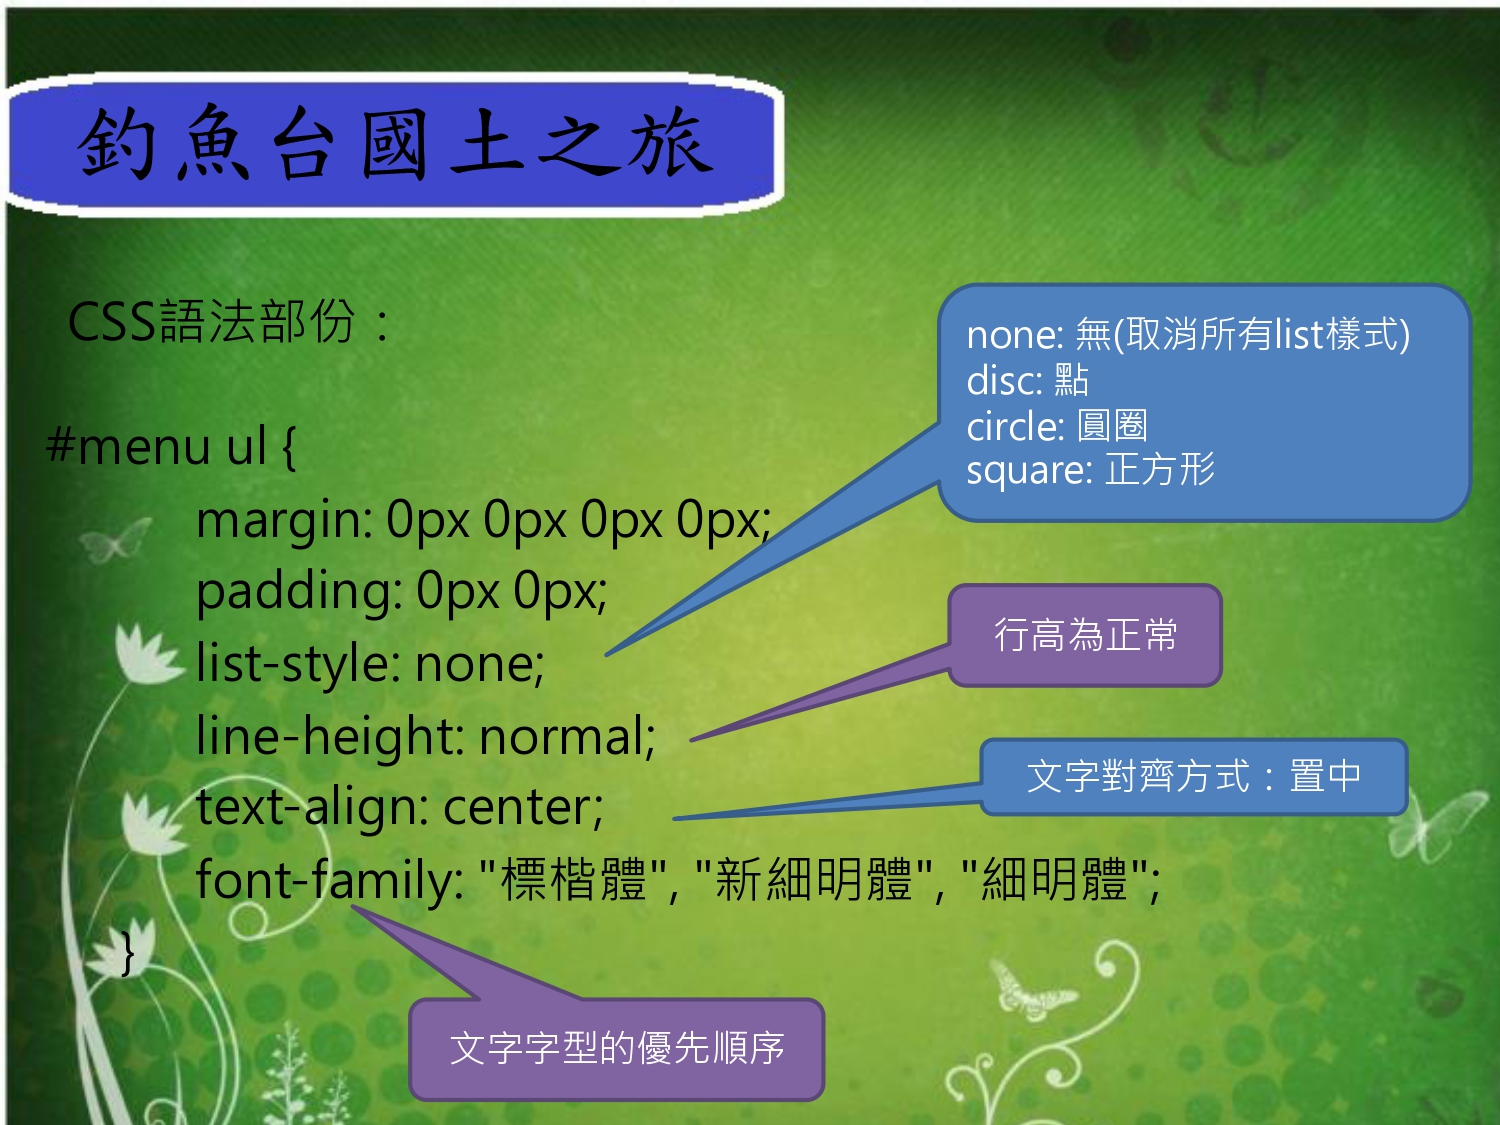 釣魚台國土之旅
CSS語法部份：
#menu ul {
margin: 0px 0px 0px 0px;
padding: 0px 0px;
list-style: none;
line-height: normal;
text-align: center;
font-family: "標楷體", "新細明體", "細明體";
}
none: 無(取消所有list樣式)
disc: 點
circle: 圓圈
square: 正方形
行高為正常
文字對齊方式：置中
文字字型的優先順序